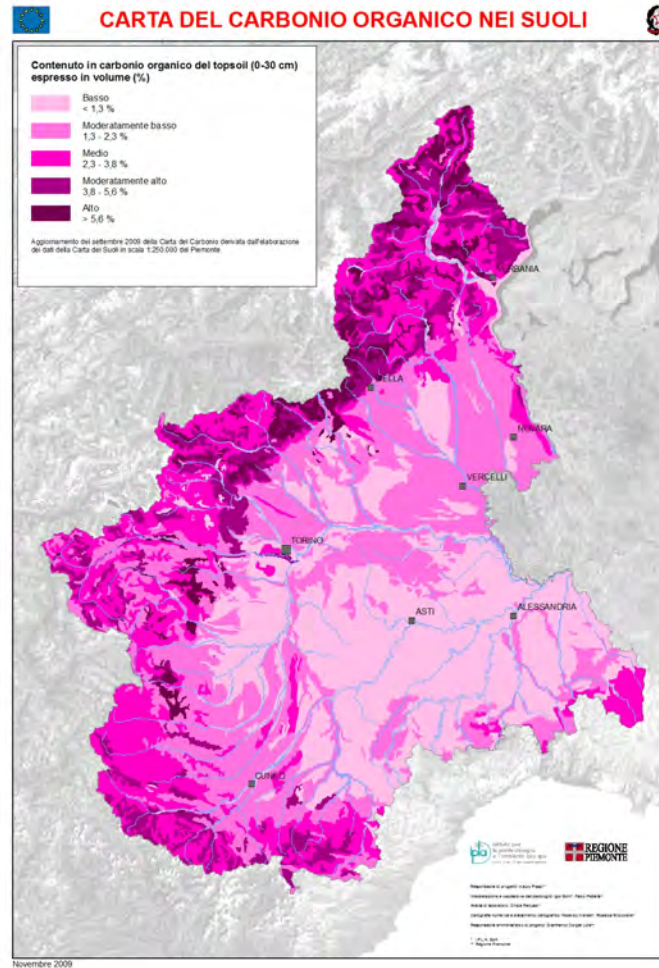 CARTA DEL CARBONIO ORGANICO NEI SUOLI
Contenuto in carbonio organico del topsoil (0-30 cm)
espresso in volume (%)
Basso
< 1,3 %
Moderatamente basso
1,3 - 2,3 %
Medio
2,3 - 3,8 %
Moderatamente alto
3,8 - 5,6 %
Alto
> 5,6 %
Aggiornamento del settembre 2009 della Carta del Carbonio derivata dall'elaborazione
dei dati della Carta dei Suoli in scala 1:250.000 del Piemonte
VERBANIA
BIELLA
NOVARA
VERCELLI
TORINO
ASTI
ALESSANDRIA
CUNEO
REGIONE
PIEMONTE
Novembre 2009